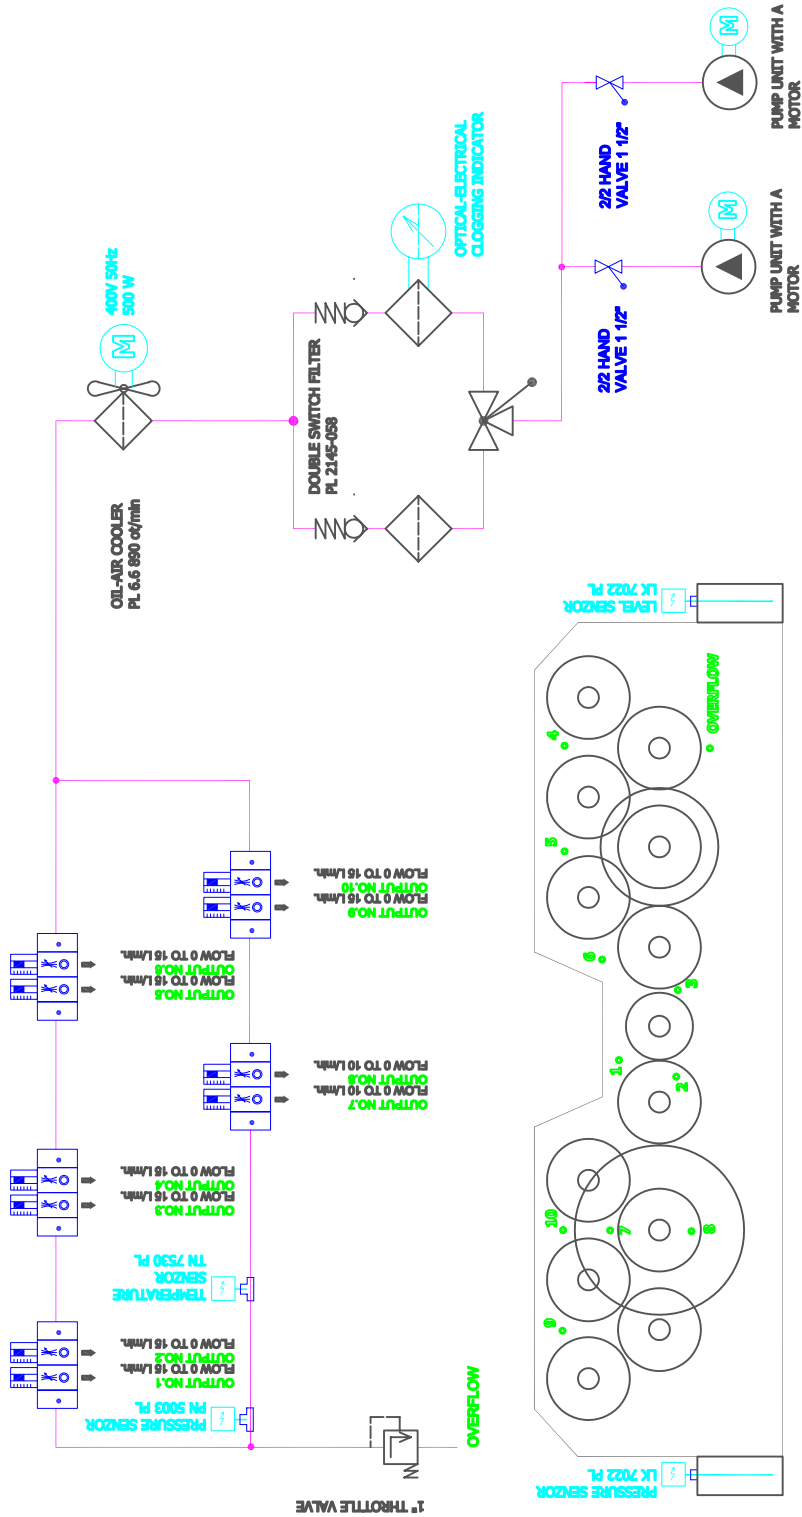 M
PUMP UNIT WITH A
MOTOR
2/2 HAND
VALVE 1 1/2"
M
PUMP UNIT WITH A
MOTOR
2/2 HAND
VALVE 1 1/2"
OPTICAL-ELECTRICAL
CLOGGING INDICATOR
400V 50Hz
500 W
M
DOUBLE SWITCH FILTER
PL 2145-058
OIL-AIR COOLER
PL 6.6 890 ot/min
LEVEL SENZOR
LK 7022 PL
OVERFLOW
4
5
6
3
1
2
10
7
8
9
PRESSURE SENZOR
LK 7022 PL
FLOW 0 TO 15 L/min.
OUTPUT NO.10
FLOW 0 TO 15 L/min.
OUTPUT NO.9
FLOW 0 TO 15 L/min.
OUTPUT NO.6
FLOW 0 TO 15 L/min.
OUTPUT NO.5
FLOW 0 TO 10 L/min.
OUTPUT NO.8
FLOW 0 TO 10 L/min.
OUTPUT NO.7
FLOW 0 TO 15 L/min.
OUTPUT NO.4
FLOW 0 TO 15 L/min.
OUTPUT NO.3
TEMPERATURE
SENZOR
TN 7530 PL
FLOW 0 TO 15 L/min.
OUTPUT NO.2
FLOW 0 TO 15 L/min.
OUTPUT NO.1
PRESSURE SENZOR
PN 5003 PL
OVERFLOW
1" THROTTLE VALVE